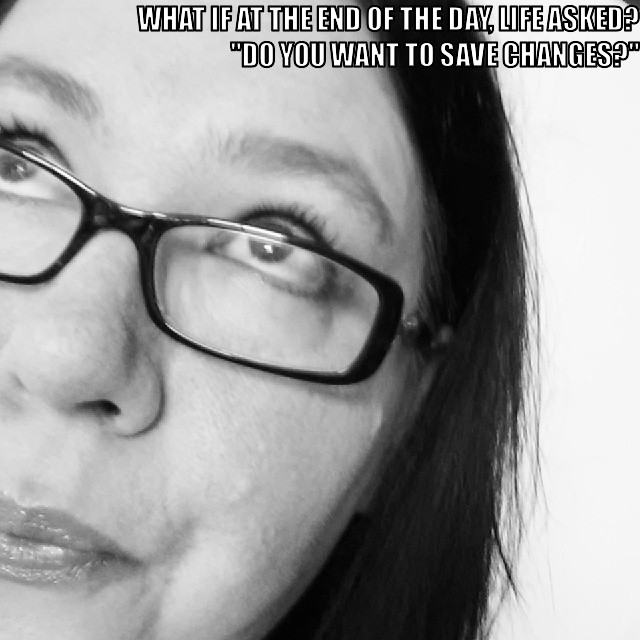 WHAT IF AT THE END OF THE DAY, LIFE ASKED?
"DO YOU WANT TO SAVE CHANGES?"